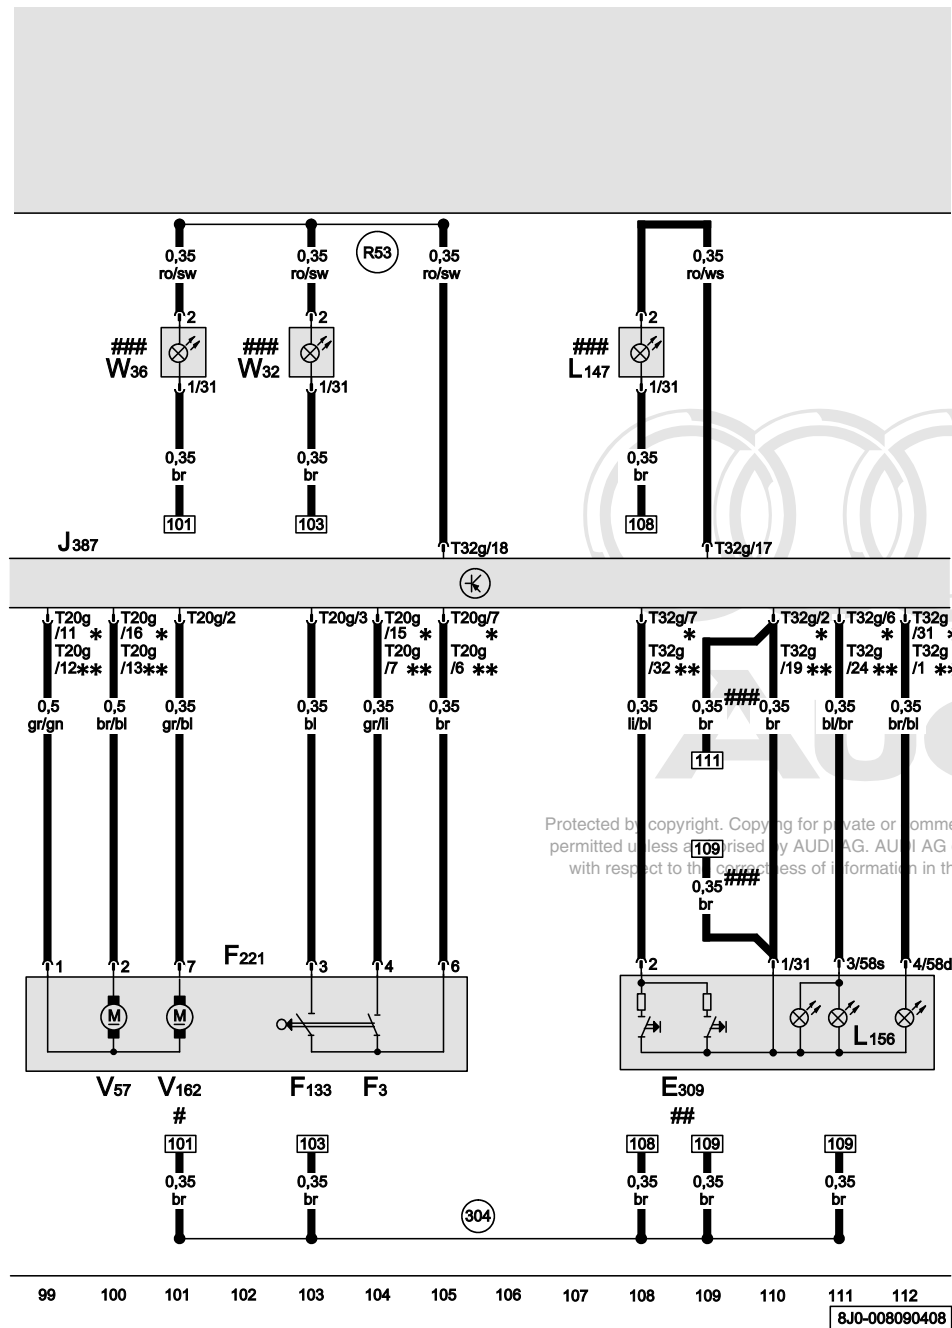 R53
0,35 0,35 0,35 0,35
ro/sw ro/sw ro/sw ro/ws
2 2 2
### ### ###
W36 W32 L147
1/31 1/31 1/31
0,35 0,35 0,35
br br br
101 103 108
J387 T32g/18 T32g/17
T20g T20g T20g/2 T20g/3 T20g T20g/7 T32g/7 T32g/2 T32g/6 T32g
/11 * /16 * /15 * * * * * /31 *
T20g T20g T20g T20g T32g T32g T32g T32g
/12** /13** /7 ** /6 ** /32 ** /19 ** /24 ** /1 **
###
0,5 0,5 0,35 0,35 0,35 0,35 0,35 0,35 0,35 0,35 0,35
gr/gn br/bl gr/bl bl gr/li br li/bl br br bl/br br/bl
111
Audi
Protected by copyright. Copying for private or comme
permitted unless authorised by AUDI AG. AUDI AG
with respect to the correctness of information in th
109
###
0,35
br
F221
1 2 7 3 4 6 2 1/31 3/58s 4/58d
M M
L156
V57 V162 F133 F3 E309
# ##
101 103 108 109 109
0,35 0,35 0,35 0,35 0,35
br br br br br
304
99 100 101 102 103 104 105 106 107 108 109 110 111 112
8J0-008090408